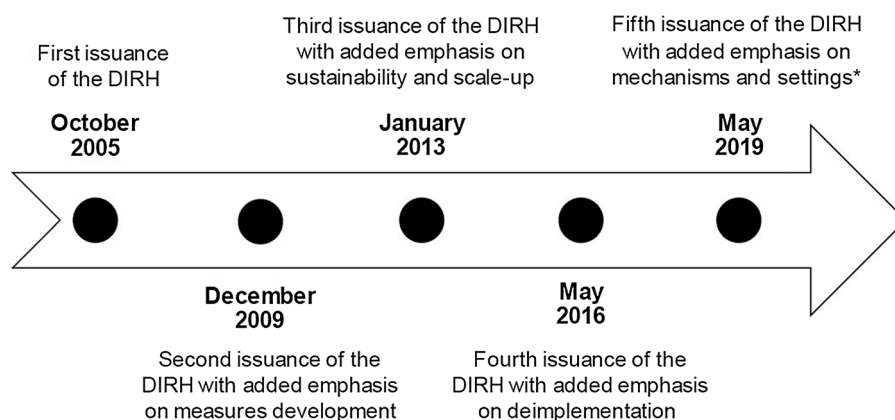 First issuance
of the DIRH
October
2005
December
2009
Second issuance of the
DIRH with added emphasis
on measures development
Third issuance of the DIRH
with added emphasis on
sustainability and scale-up
January
2013
May
2016
Fourth issuance of the
DIRH with added emphasis
on deimplementation
Fifth issuance of the DIRH
with added emphasis on
mechanisms and settings*
May
2019